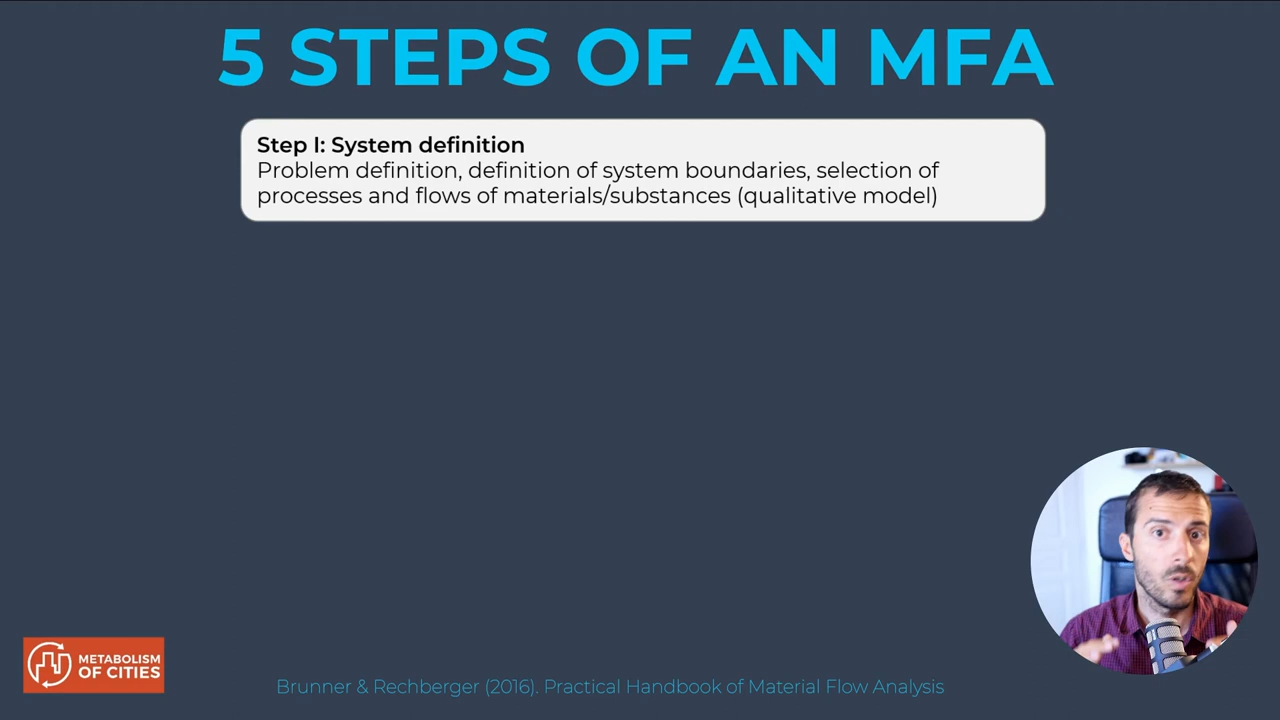 5 STEPS OF AN MFA
Step I: System definition
Problem definition, definition of system boundaries, selection of
processes and flows of materials/substances (qualitative model)
METABOLISM
OF CITIES
Brunner & Rechberger (2016). Practical Handbook of Material Flow Analysis